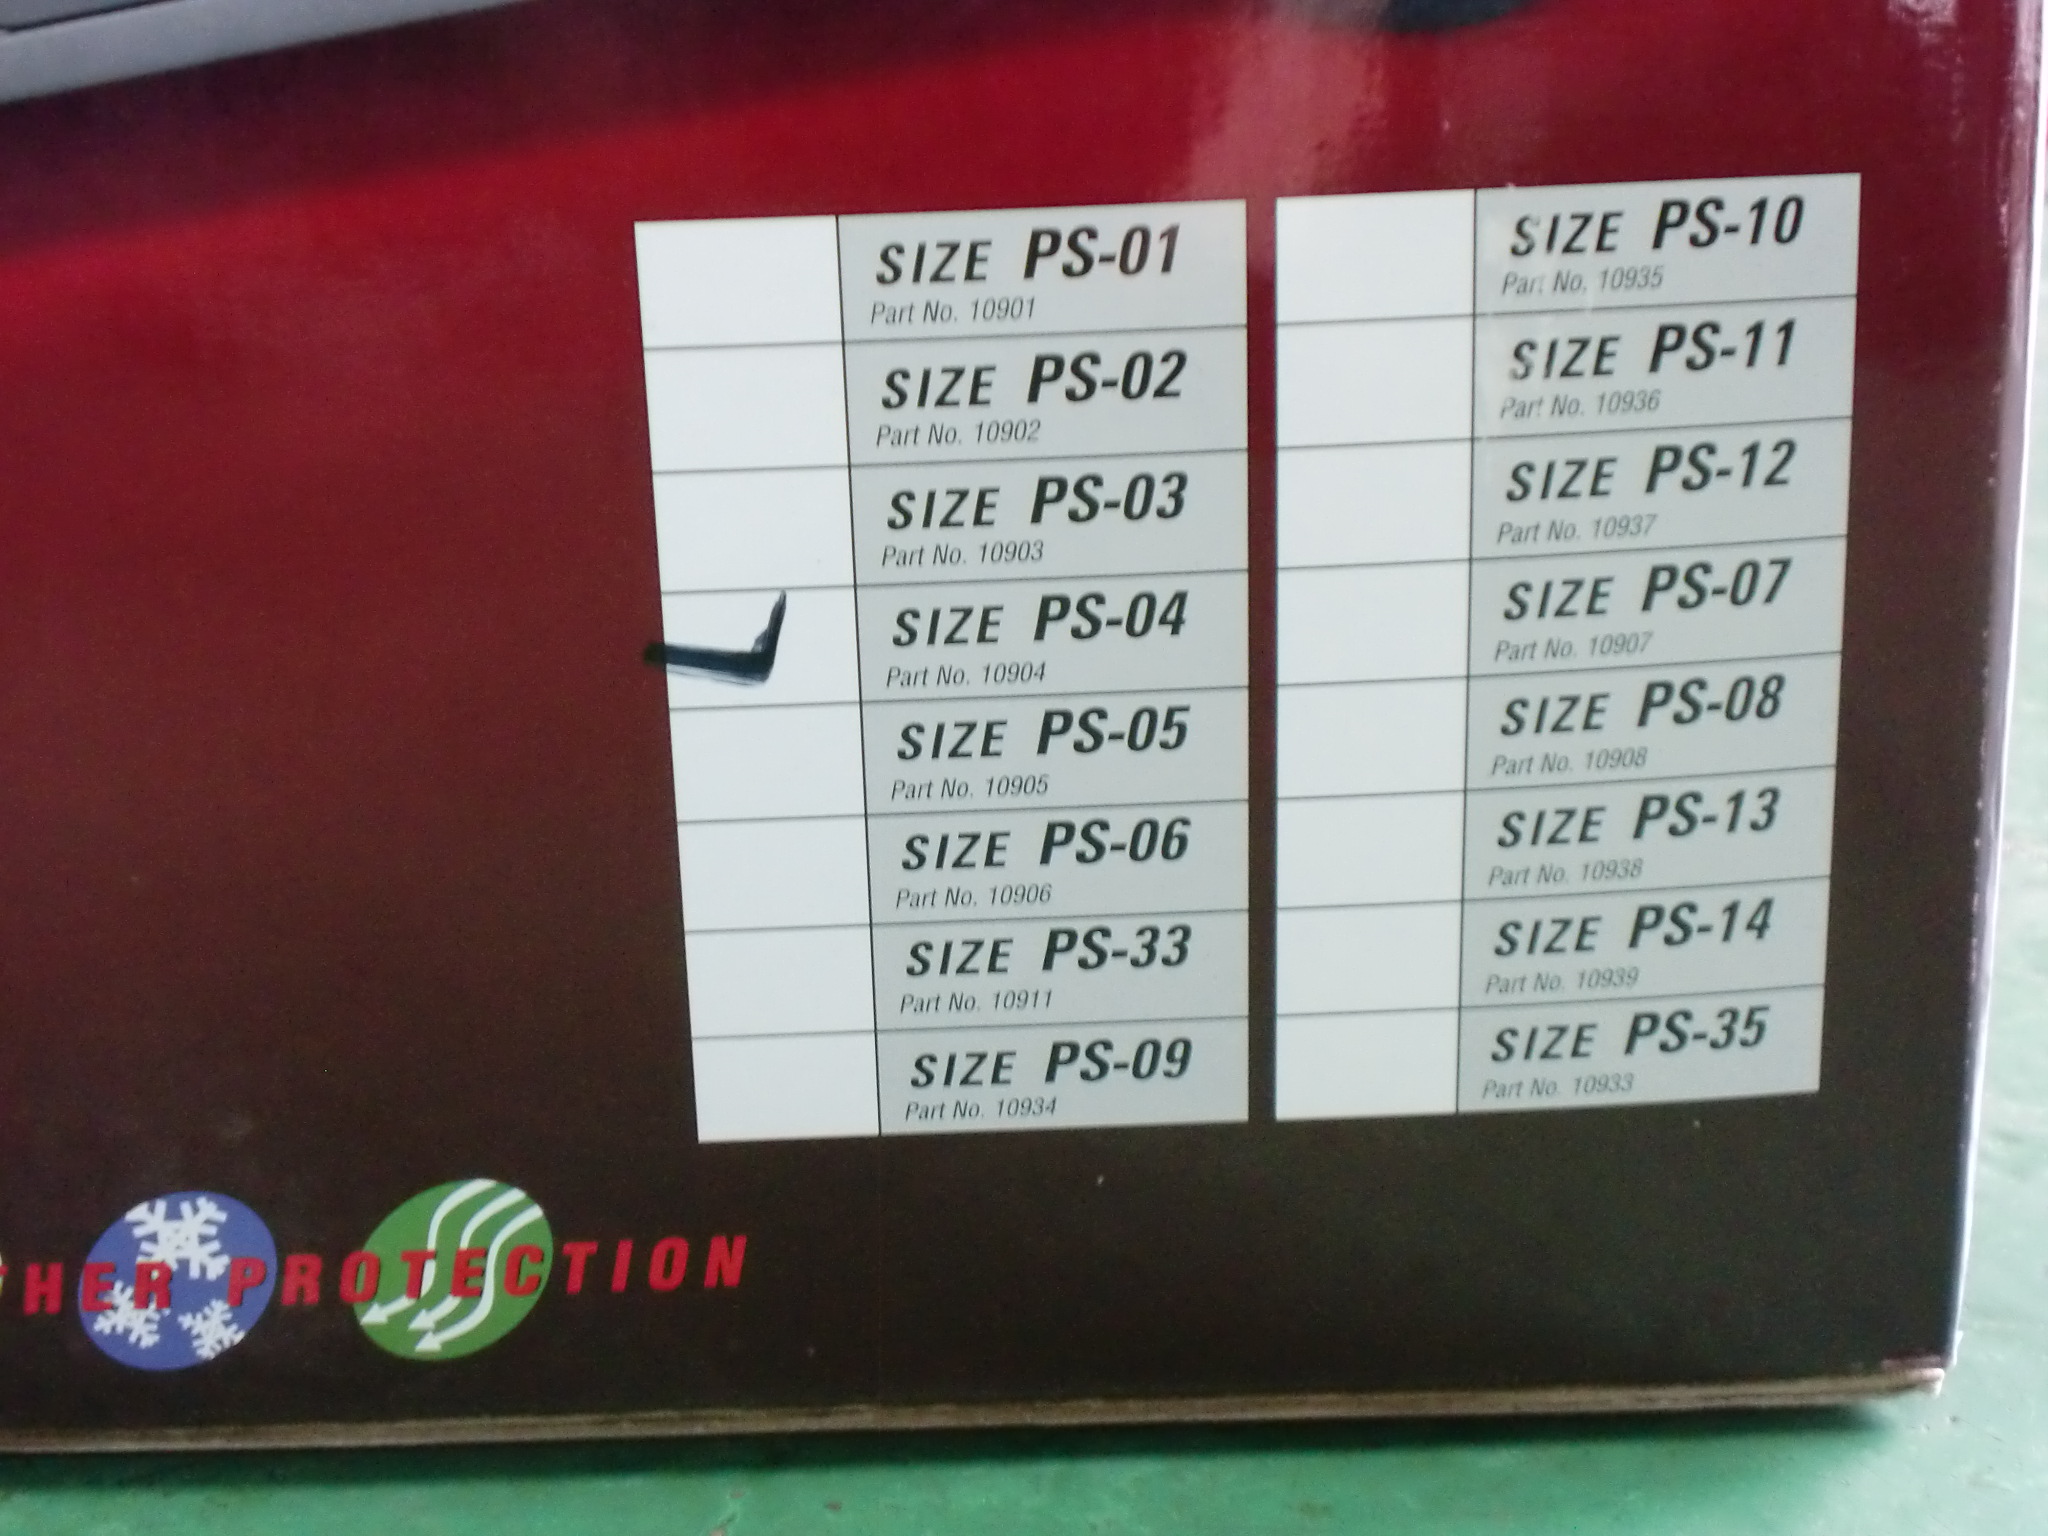 SIZE PS-01
Part No. 10901
SIZE PS-02
Part No. 10902
SIZE PS-03
Part No. 10903
SIZE PS-04
Part No. 10904
SIZE PS-05
Part No. 10905
SIZE PS-06
Part No. 10906
SIZE PS-33
Part No. 10911
SIZE PS-09
Part No. 10934
SIZE PS-10
Part No. 10935
SIZE PS-11
Part No. 10936
SIZE PS-12
Part No. 10937
SIZE PS-07
Part No. 10907
SIZE PS-08
Part No. 10908
SIZE PS-13
Part No. 10938
SIZE PS-14
Part No. 10939
SIZE PS-35
Part No. 10933
HER PROTECTION